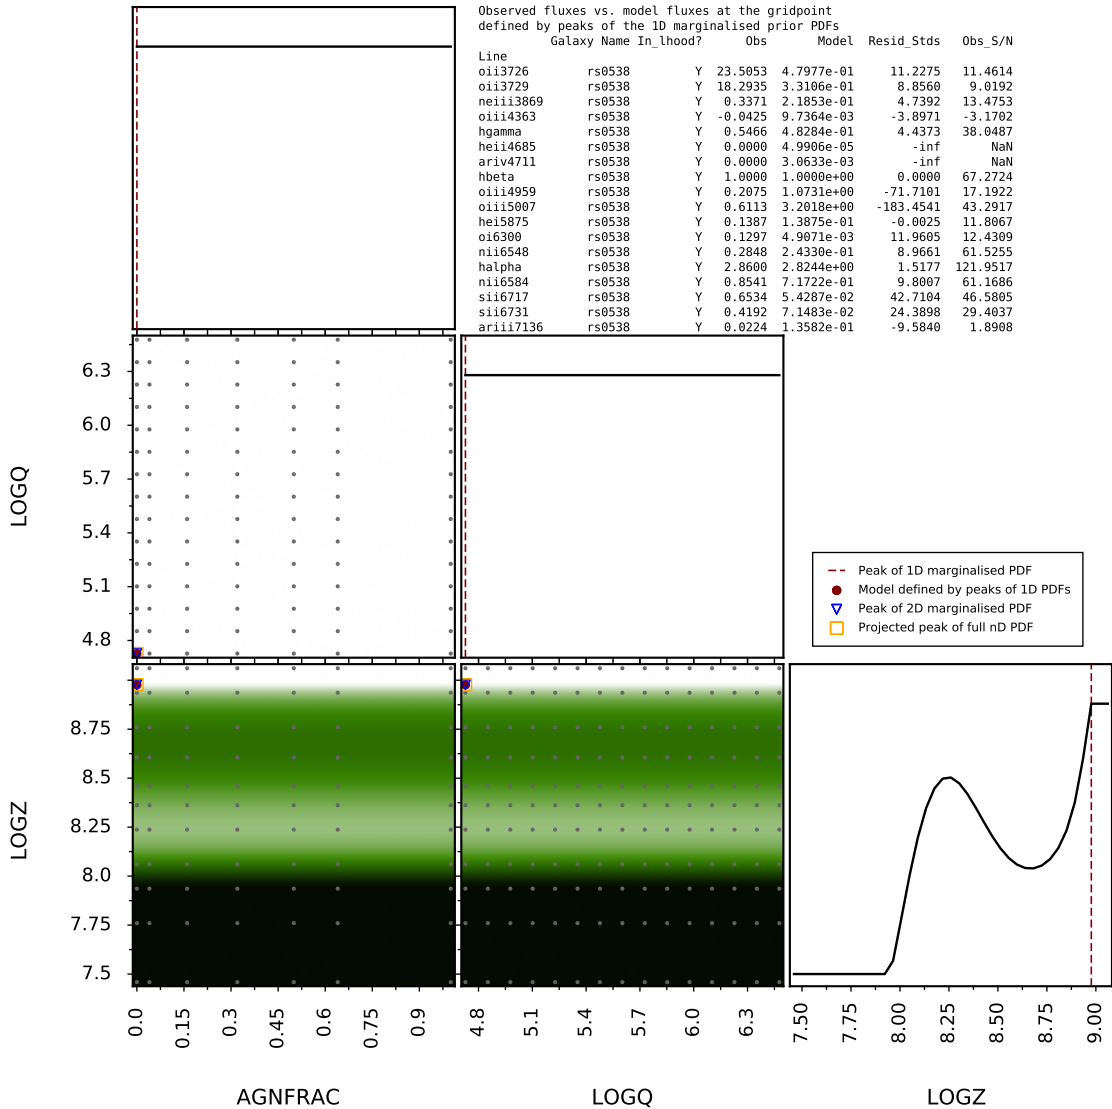 Observed fluxes vs. model fluxes at the gridpoint
defined by peaks of the 1D marginalised prior PDFs
Galaxy Name In_lhood? Obs Model Resid_Stds Obs_S/N
Line
oii3726 rs0538 Y 23.5053 4.7977e-01 11.2275 11.4614
oii3729 rs0538 Y 18.2935 3.3106e-01 8.8560 9.0192
neiii3869 rs0538 Y 0.3371 2.1853e-01 4.7392 13.4753
oiii4363 rs0538 Y -0.0425 9.7364e-03 -3.8971 -3.1702
hgamma rs0538 Y 0.5466 4.8284e-01 4.4373 38.0487
heii4685 rs0538 Y 0.0000 4.9906e-05 -inf NaN
ariv4711 rs0538 Y 0.0000 3.0633e-03 -inf NaN
hbeta rs0538 Y 1.0000 1.0000e+00 0.0000 67.2724
oiii4959 rs0538 Y 0.2075 1.0731e+00 -71.7101 17.1922
oiii5007 rs0538 Y 0.6113 3.2018e+00 -183.4541 43.2917
hei5875 rs0538 Y 0.1387 1.3875e-01 -0.0025 11.8067
oi6300 rs0538 Y 0.1297 4.9071e-03 11.9605 12.4309
nii6548 rs0538 Y 0.2848 2.4330e-01 8.9661 61.5255
halpha rs0538 Y 2.8600 2.8244e+00 1.5177 121.9517
nii6584 rs0538 Y 0.8541 7.1722e-01 9.8007 61.1686
sii6717 rs0538 Y 0.6534 5.4287e-02 42.7104 46.5805
sii6731 rs0538 Y 0.4192 7.1483e-02 24.3898 29.4037
ariii7136 rs0538 Y 0.0224 1.3582e-01 -9.5840 1.8908
6.3
6.0
5.7
5.4
5.1
4.8
LOGQ
Peak of 1D marginalised PDF
Model defined by peaks of 1D PDFs
Peak of 2D marginalised PDF
Projected peak of full nD PDF
8.75
8.5
8.25
8.0
7.75
7.5
LOGZ
0.0 0.15 0.3 0.45 0.6 0.75 0.9
4.8 5.1 5.4 5.7 6.0 6.3
7.50 7.75 8.00 8.25 8.50 8.75 9.00
AGNFRAC LOGQ LOGZ